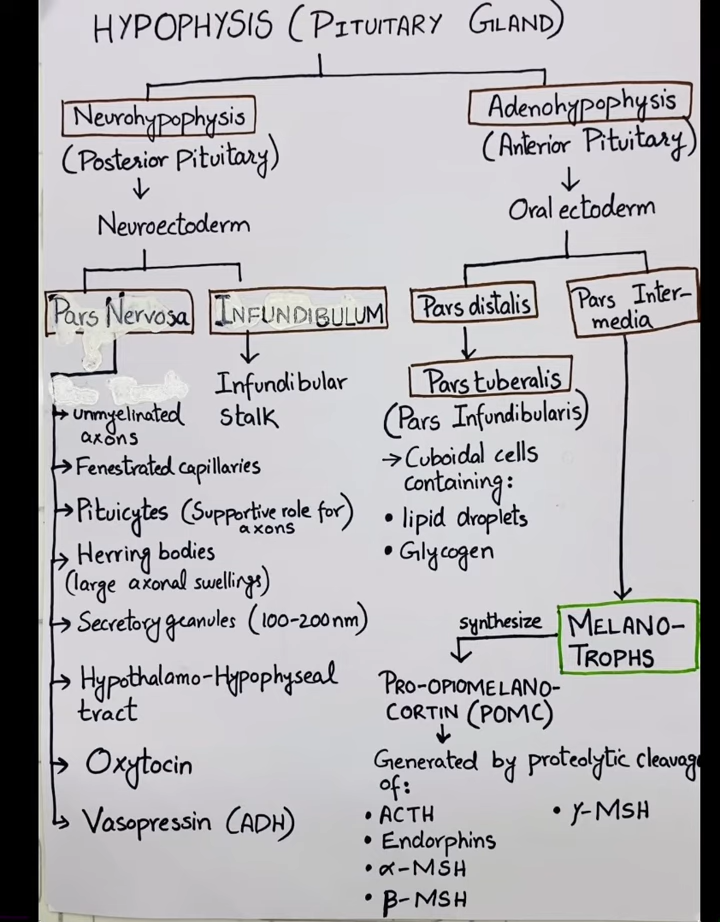 HYPOPHYSIS (PITUITARY GLAND)
Neurohypophysis
(Posterior Pituitary)
Neuroectoderm
Pars Nervosa
INFUNDIBULUM
Infundibular
stalk
→ unmyelinated
axons
→ Fenestrated capillaries
→ Pituicytes (Supportive role for)
axons
→ Herring bodies
(large axonal swellings)
→ Secretory granules (100-200nm)
→ Hypothalamo-Hypophyseal
tract
→ Oxytocin
→ Vasopressin (ADH)
Adenohypophysis
(Anterior Pituitary)
Oral ectoderm
Pars distalis
Pars tuberalis
(Pars Infundibularis)
→ Cuboidal cells
containing:
• lipid droplets
• Glycogen
Pars Inter-
media
MELANO-
TROPHS
synthesize
PRO-OPIOMELANO-
CORTIN (POMC)
Generated by proteolytic cleavag
of:
• ACTH
• Endorphins
• α-MSH
• β-MSH
• γ-MSH